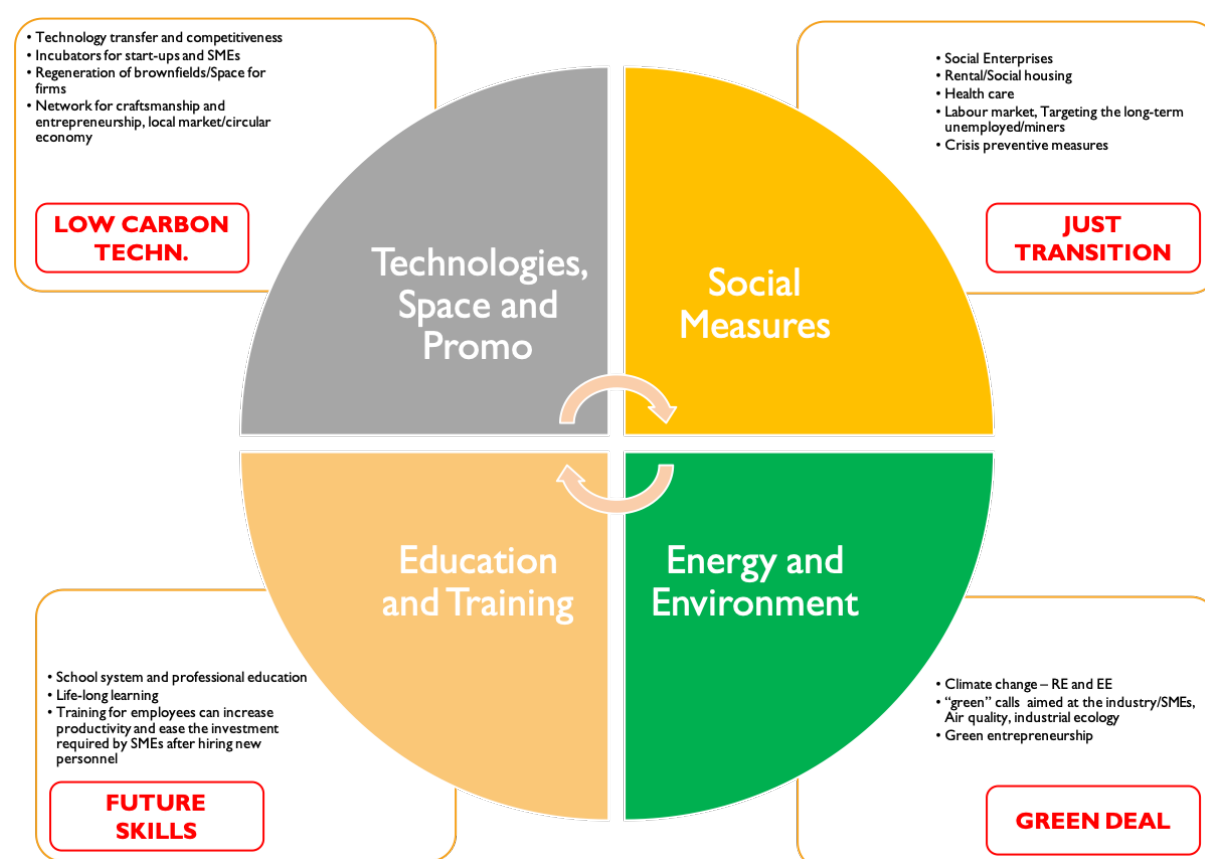 • Technology transfer and competitiveness
• Incubators for start-ups and SMEs
• Regeneration of brownfields/Space for
firms
• Network for craftsmanship and
entrepreneurship, local market/circular
economy
LOW CARBON
TECHN.
• Social Enterprises
• Rental/Social housing
• Health care
• Labour market, Targeting the long-term
unemployed/miners
• Crisis preventive measures
JUST
TRANSITION
Technologies,
Space and
Promo
Social
Measures
Education
and Training
Energy and
Environment
• School system and professional education
• Life-long learning
• Training for employees can increase
productivity and ease the investment
required by SMEs after hiring new
personnel
FUTURE
SKILLS
• Climate change – RE and EE
• “green” calls aimed at the industry/SMEs,
Air quality, industrial ecology
• Green entrepreneurship
GREEN DEAL